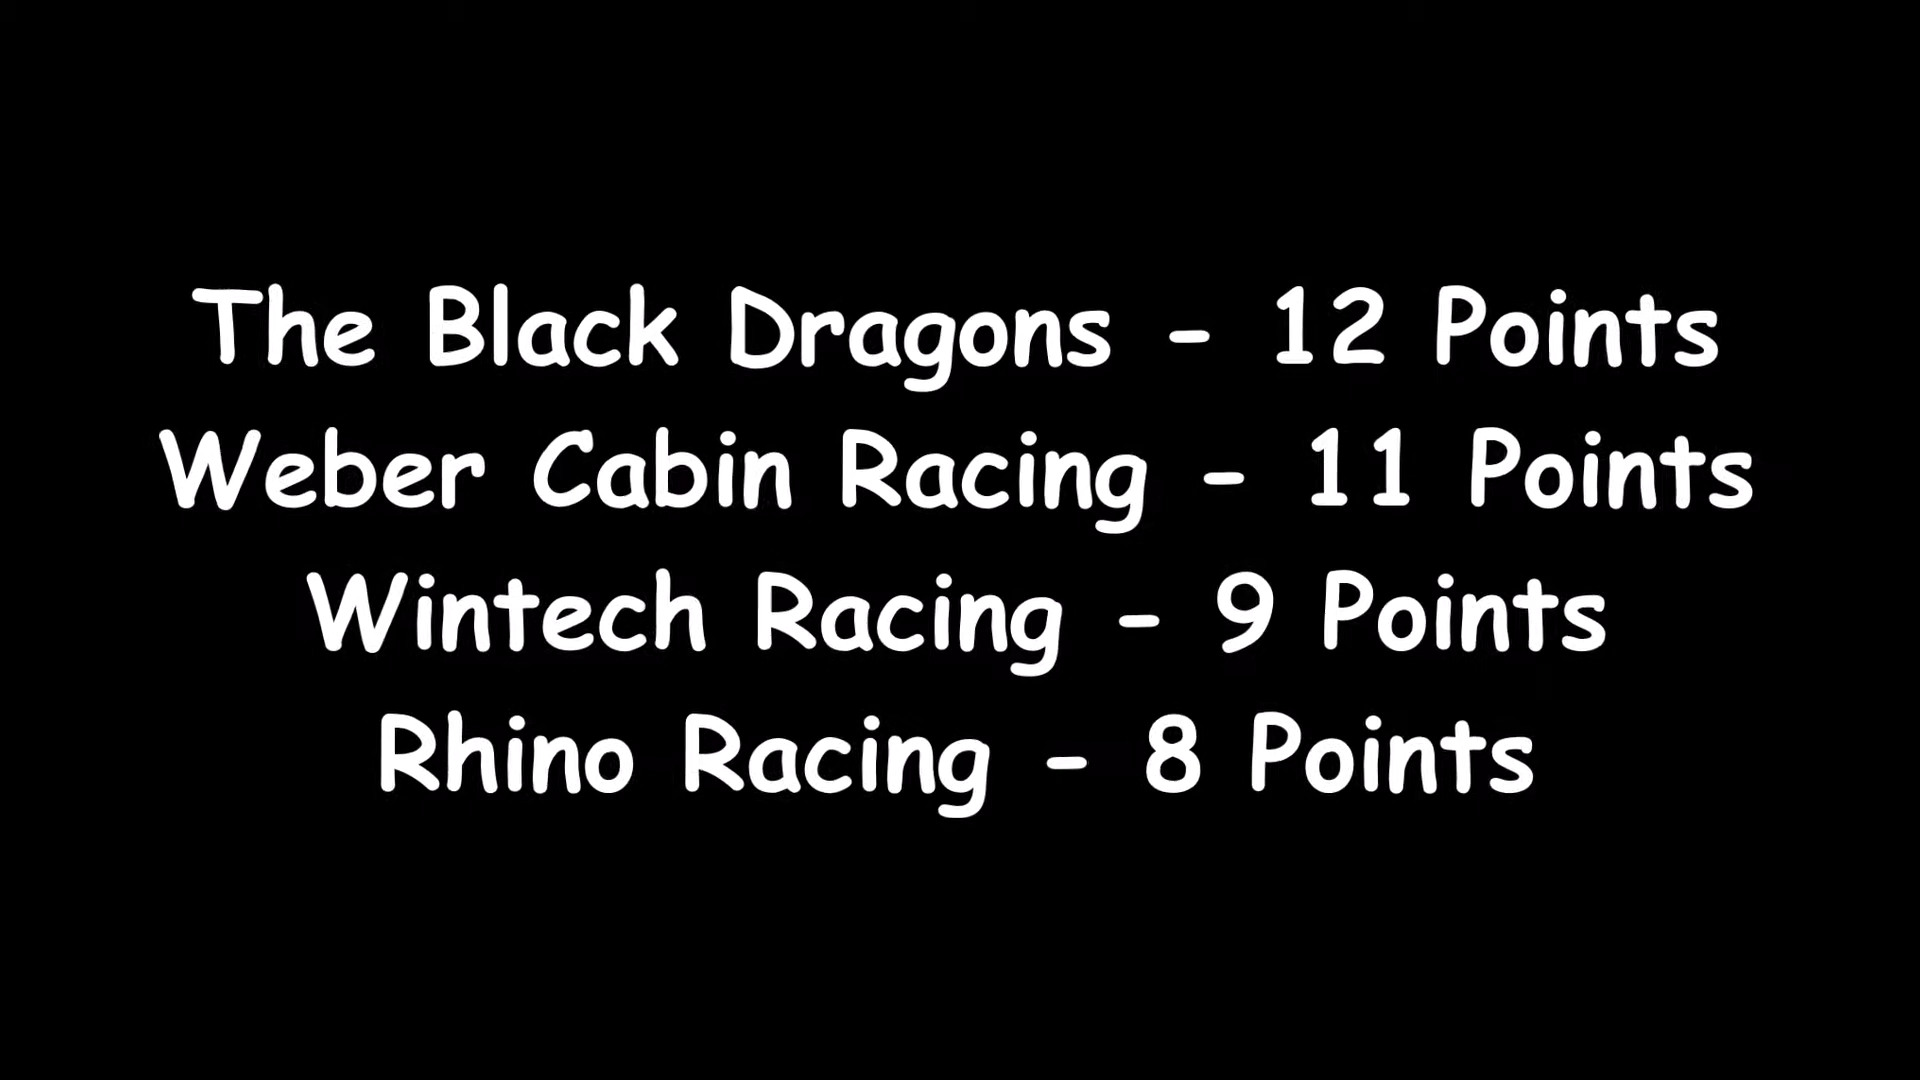 The Black Dragons - 12 Points
Weber Cabin Racing - 11 Points
Wintech Racing - 9 Points
Rhino Racing - 8 Points